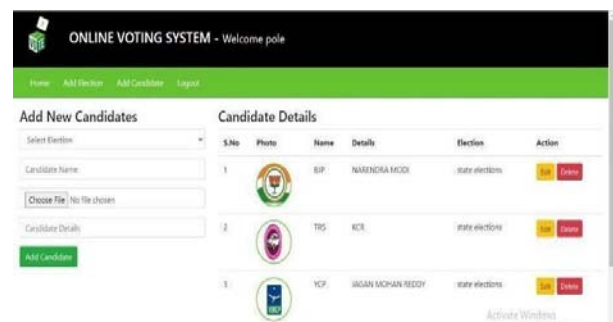 ONLINE VOTING SYSTEM - Welcome pole
Home Add Election Add Candidate Logout
Add New Candidates
Select Election
Candidate Name
Choose File No file chosen
Candidate Details
Add Candidate
Candidate Details
S.No Photo Name Details Election Action
1 BJP NARENDRA MODI state elections Edit Delete
2 TRS KCR state elections Edit Delete
3 YCP JAGAN MOHAN REDDY state elections Edit Delete
Activate Windows